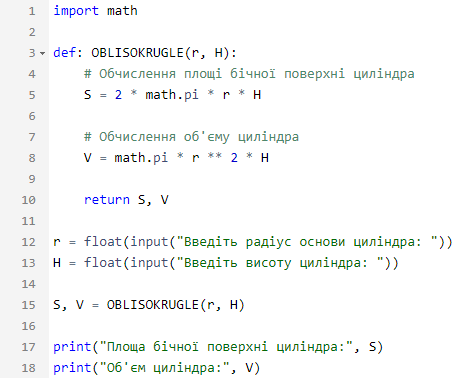 1 import math
2
3 def: OBLISOKRUGLE(r, H):
4     # Обчислення площі бічної поверхні циліндра
5     S = 2 * math.pi * r * H
6
7     # Обчислення об'єму циліндра
8     V = math.pi * r ** 2 * H
9
10     return S, V
11
12 r = float(input("Введіть радіус основи циліндра: "))
13 H = float(input("Введіть висоту циліндра: "))
14
15 S, V = OBLISOKRUGLE(r, H)
16
17 print("Площа бічної поверхні циліндра:", S)
18 print("Об'єм циліндра:", V)